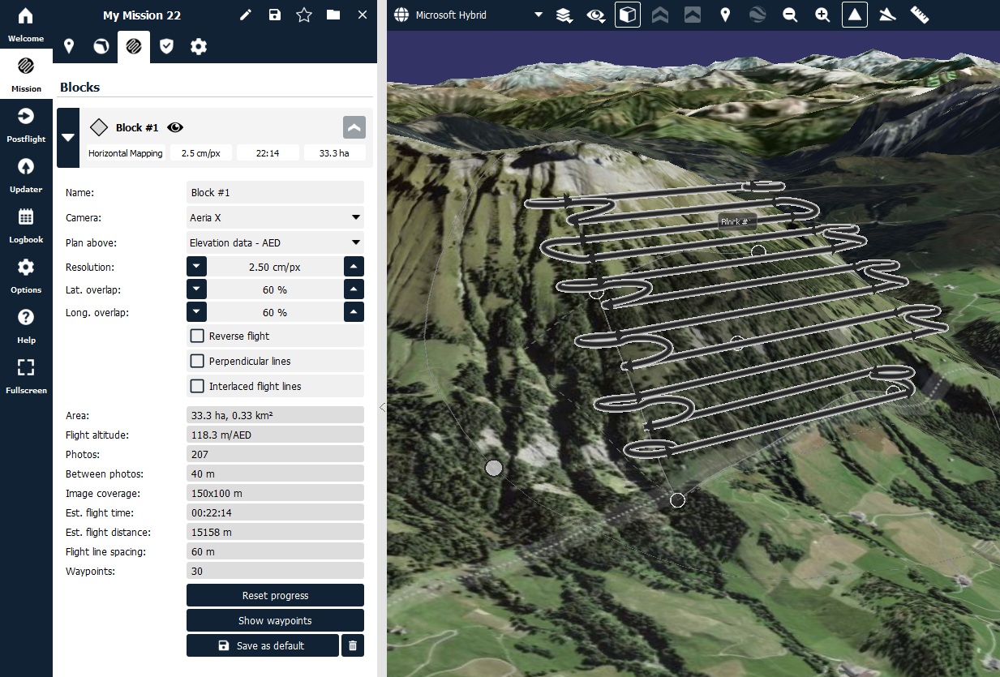 My Mission 22
Microsoft Hybrid
Welcome
Mission
Postflight
Updater
Logbook
Options
Help
Fullscreen
Blocks
Block #1
Horizontal Mapping 2.5 cm/px 22:14 33.3 ha
Name: Block #1
Camera: Aeria X
Plan above: Elevation data - AED
Resolution: 2.50 cm/px
Lat. overlap: 60 %
Long. overlap: 60 %
Reverse flight
Perpendicular lines
Interlaced flight lines
Area: 33.3 ha, 0.33 km²
Flight altitude: 118.3 m/AED
Photos: 207
Between photos: 40 m
Image coverage: 150x100 m
Est. flight time: 00:22:14
Est. flight distance: 15158 m
Flight line spacing: 60 m
Waypoints: 30
Reset progress
Show waypoints
Save as default
Block #